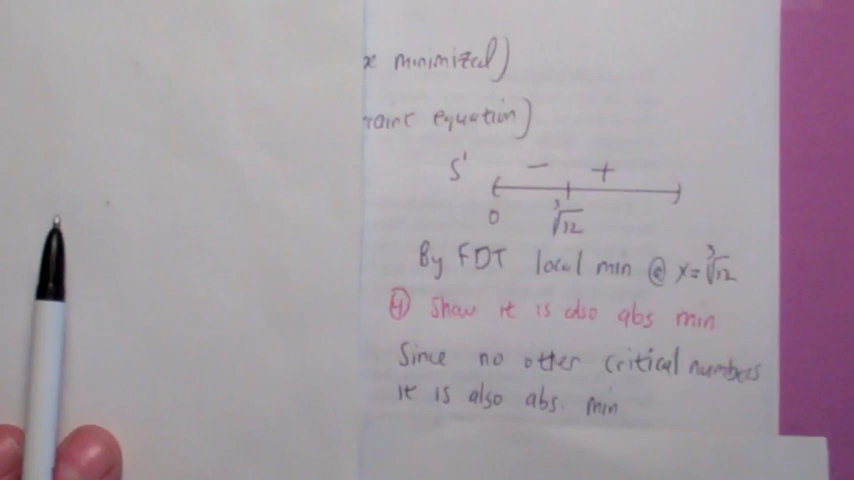 minimized)
equation)
S' - +
0 ∛12
By FDT local min @ x=∛12
④ Show it is also abs min
Since no other critical numbers
it is also abs. min